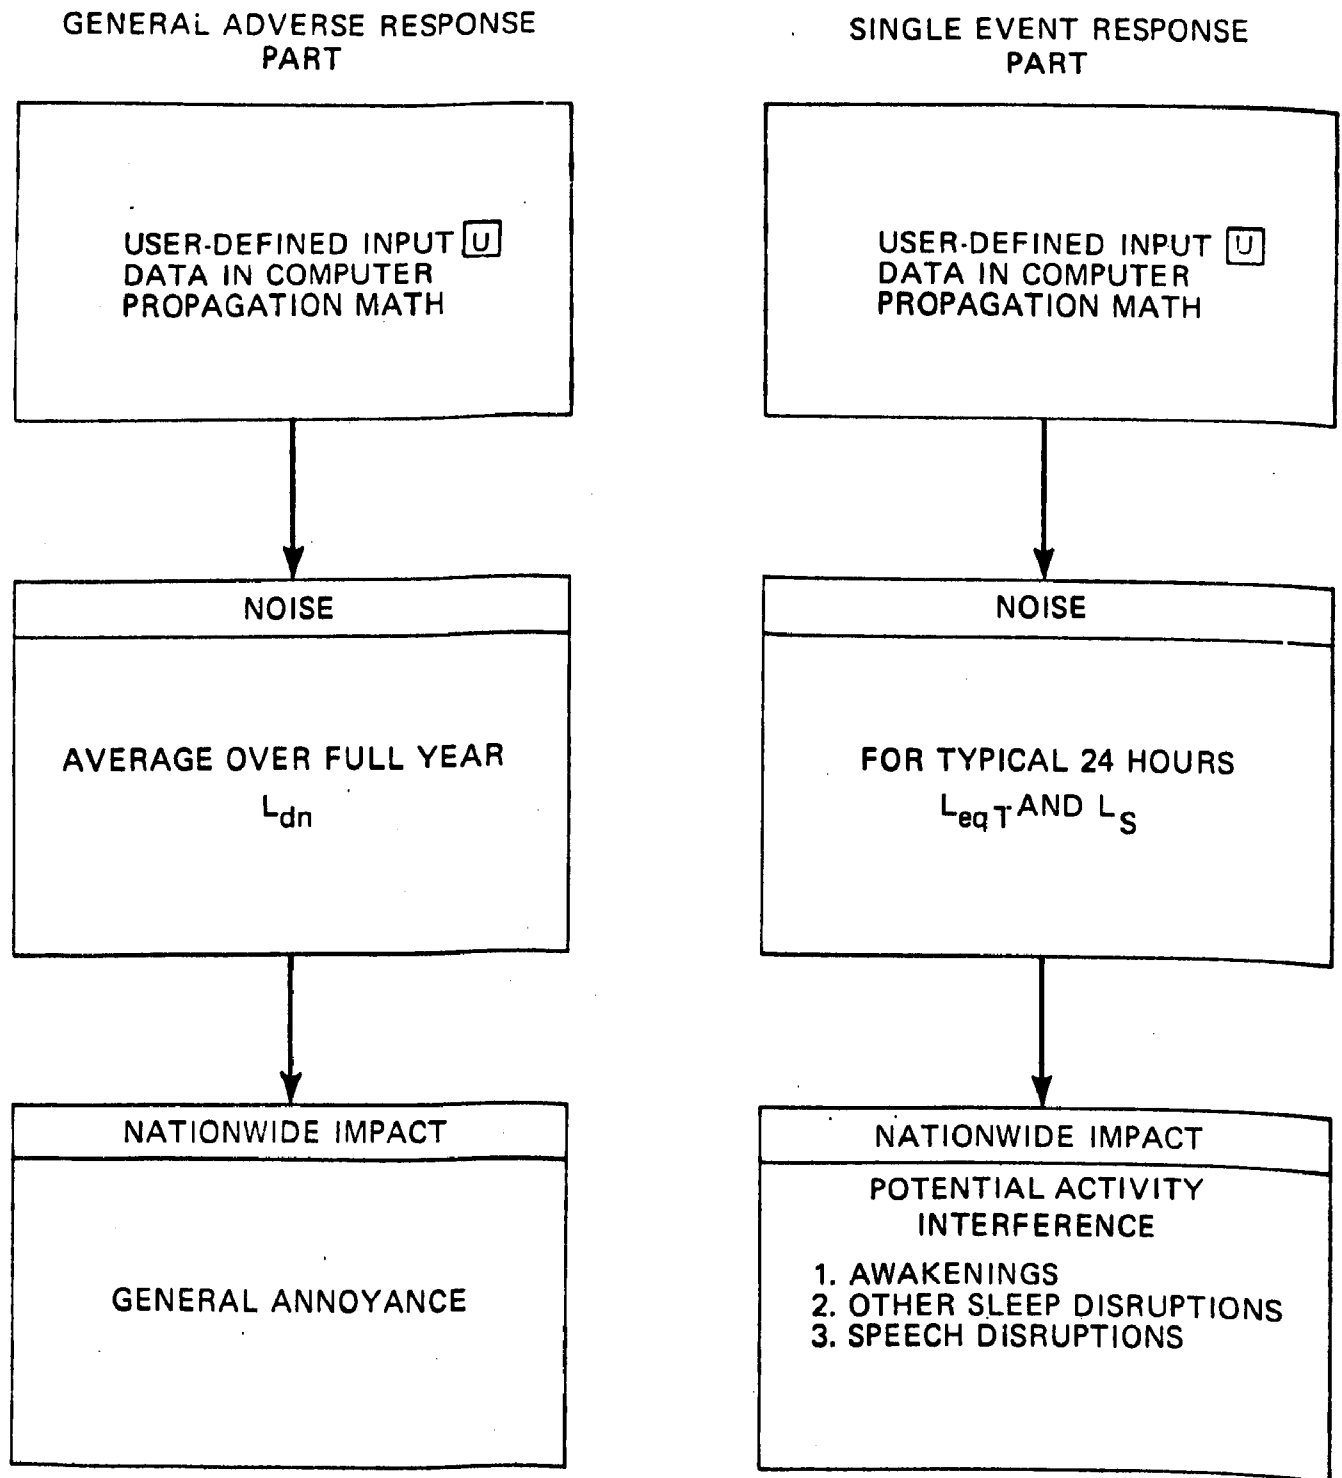 GENERAL ADVERSE RESPONSE
PART
USER-DEFINED INPUT U
DATA IN COMPUTER
PROPAGATION MATH
NOISE
AVERAGE OVER FULL YEAR
Ldn
NATIONWIDE IMPACT
GENERAL ANNOYANCE
SINGLE EVENT RESPONSE
PART
USER-DEFINED INPUT U
DATA IN COMPUTER
PROPAGATION MATH
NOISE
FOR TYPICAL 24 HOURS
LeqT AND LS
NATIONWIDE IMPACT
POTENTIAL ACTIVITY
INTERFERENCE
1. AWAKENINGS
2. OTHER SLEEP DISRUPTIONS
3. SPEECH DISRUPTIONS